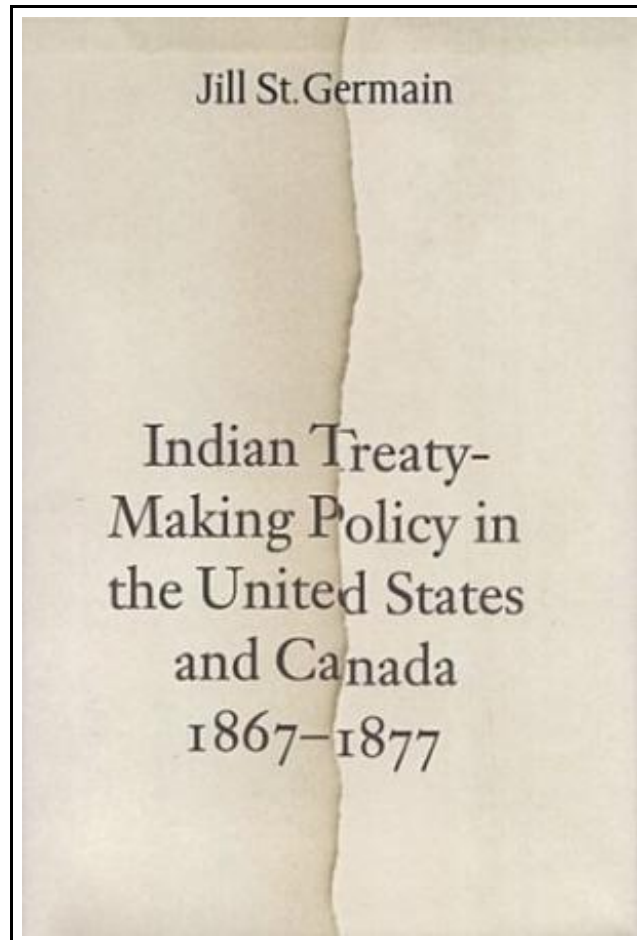 Jill St. Germain
Indian Treaty-
Making Policy in
the United States
and Canada
1867–1877